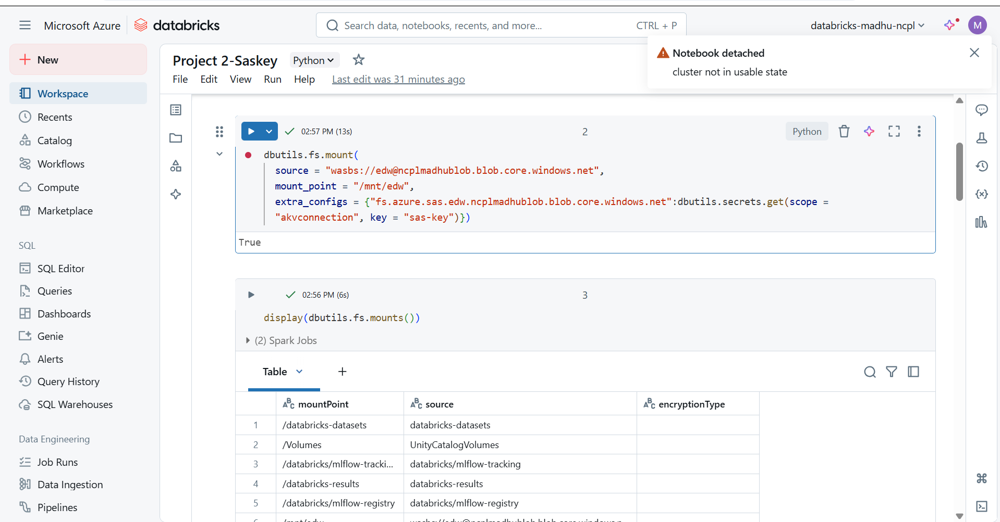 Microsoft Azure
databricks
Search data, notebooks, recents, and more...
CTRL + P
databricks-madhu-ncpl
M
Notebook detached
cluster not in usable state
New
Workspace
Recents
Catalog
Workflows
Compute
Marketplace
SQL
SQL Editor
Queries
Dashboards
Genie
Alerts
Query History
SQL Warehouses
Data Engineering
Job Runs
Data Ingestion
Pipelines
Project 2-Saskey
Python
File Edit View Run Help Last edit was 31 minutes ago
02:57 PM (13s)
2
Python
dbutils.fs.mount(
source = "wasbs://edw@ncplmadhublob.blob.core.windows.net",
mount_point = "/mnt/edw",
extra_configs = {"fs.azure.sas.edw.ncplmadhublob.blob.core.windows.net":dbutils.secrets.get(scope =
"akvconnection", key = "sas-key")})
True
02:56 PM (6s)
3
display(dbutils.fs.mounts())
(2) Spark Jobs
Table
mountPoint source encryptionType
1 /databricks-datasets databricks-datasets
2 /Volumes UnityCatalogVolumes
3 /databricks/mlflow-tracki... databricks/mlflow-tracking
4 /databricks-results databricks-results
5 /databricks/mlflow-registry databricks/mlflow-registry